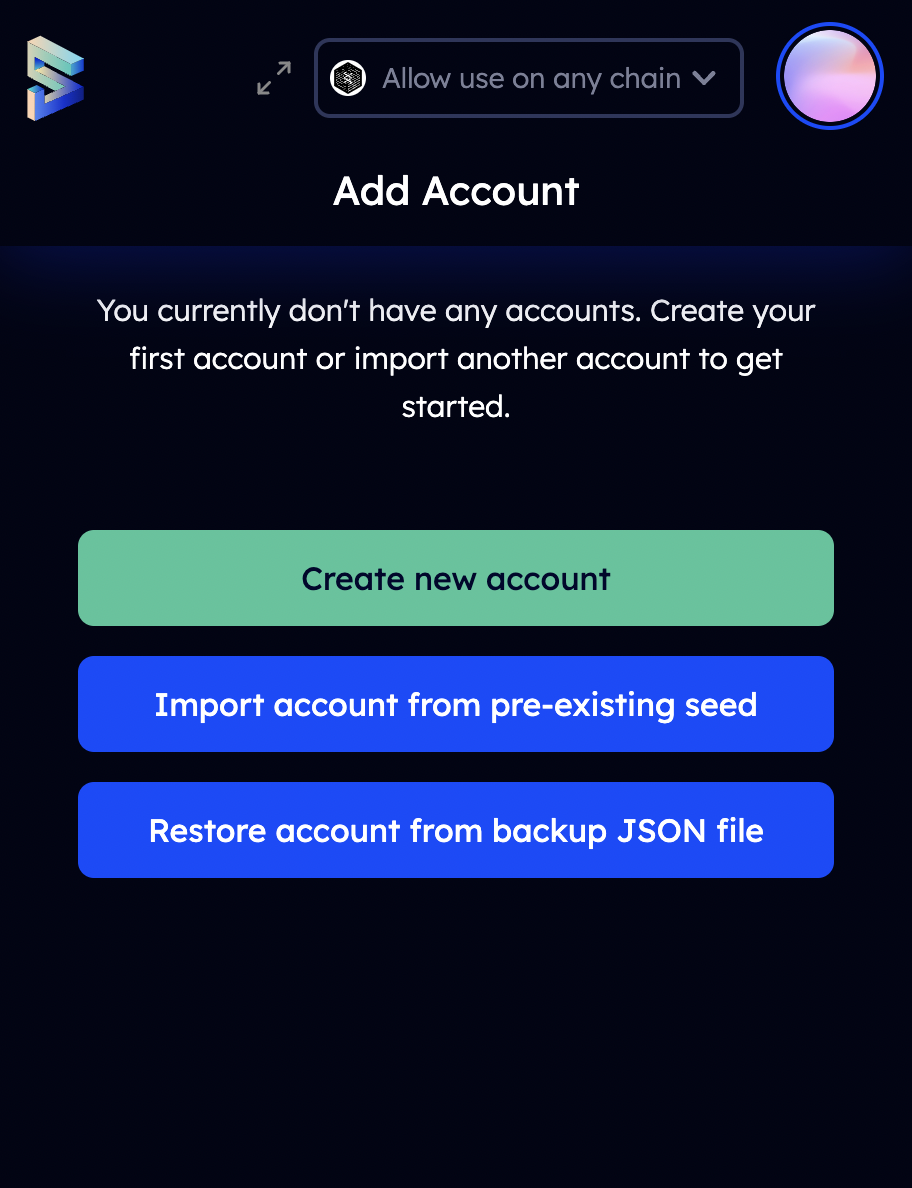 Allow use on any chain
Add Account
You currently don't have any accounts. Create your
first account or import another account to get
started.
Create new account
Import account from pre-existing seed
Restore account from backup JSON file